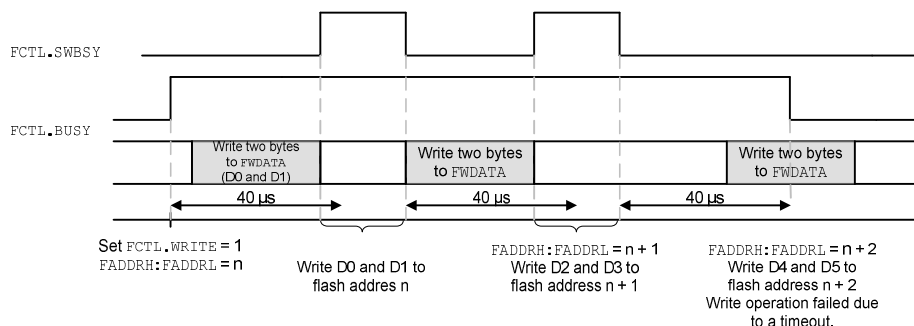 FCTL.SWBSY
FCTL.BUSY
Write two bytes
to FWDATA
(D0 and D1)
Write two bytes
to FWDATA
Write two bytes
to FWDATA
40 µs
40 µs
40 µs
Set FCTL.WRITE = 1
FADDRH:FADDRL = n
Write D0 and D1 to
flash addres n
FADDRH:FADDRL = n + 1
Write D2 and D3 to
flash address n + 1
FADDRH:FADDRL = n + 2
Write D4 and D5 to
flash address n + 2
Write operation failed due
to a timeout.